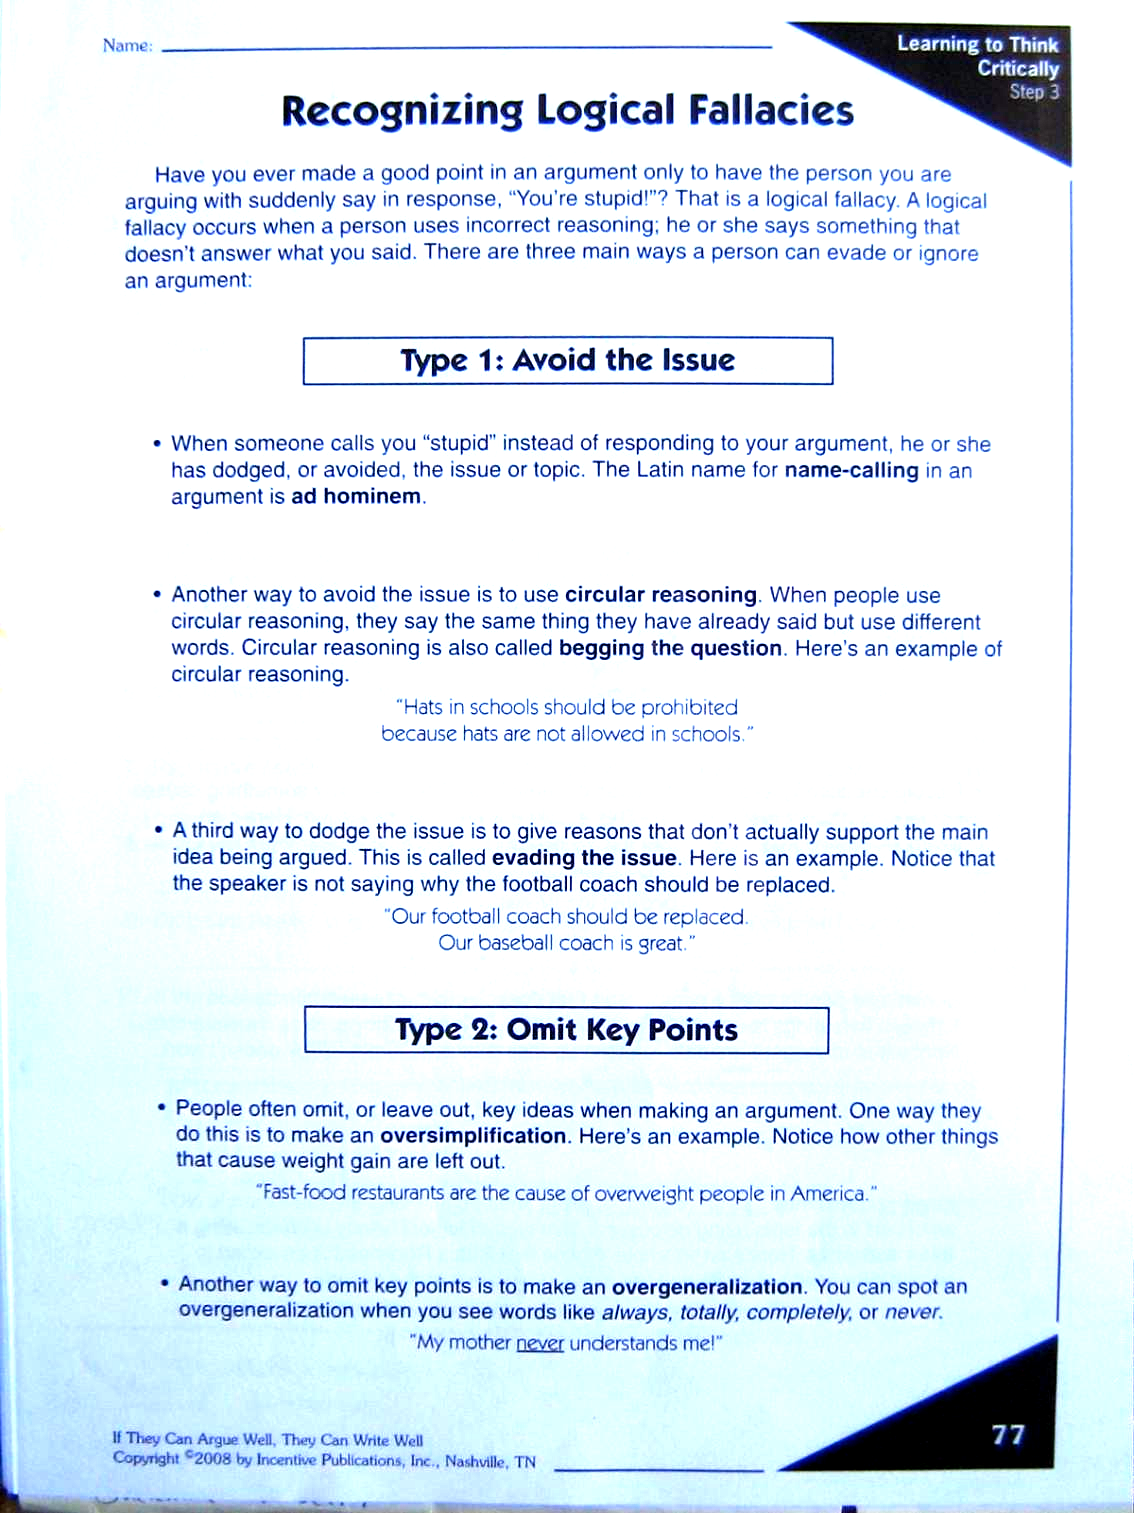 Name:
Learning to Think
Critically
Step 3
Recognizing Logical Fallacies
Have you ever made a good point in an argument only to have the person you are
arguing with suddenly say in response, “You’re stupid!”? That is a logical fallacy. A logical
fallacy occurs when a person uses incorrect reasoning; he or she says something that
doesn’t answer what you said. There are three main ways a person can evade or ignore
an argument:
Type 1: Avoid the Issue
• When someone calls you “stupid” instead of responding to your argument, he or she
has dodged, or avoided, the issue or topic. The Latin name for name-calling in an
argument is ad hominem.
• Another way to avoid the issue is to use circular reasoning. When people use
circular reasoning, they say the same thing they have already said but use different
words. Circular reasoning is also called begging the question. Here’s an example of
circular reasoning.
“Hats in schools should be prohibited
because hats are not allowed in schools.”
• A third way to dodge the issue is to give reasons that don’t actually support the main
idea being argued. This is called evading the issue. Here is an example. Notice that
the speaker is not saying why the football coach should be replaced.
“Our football coach should be replaced.
Our baseball coach is great.”
Type 2: Omit Key Points
• People often omit, or leave out, key ideas when making an argument. One way they
do this is to make an oversimplification. Here’s an example. Notice how other things
that cause weight gain are left out.
“Fast-food restaurants are the cause of overweight people in America.”
• Another way to omit key points is to make an overgeneralization. You can spot an
overgeneralization when you see words like always, totally, completely, or never.
“My mother never understands me!”
If They Can Argue Well, They Can Write Well
Copyright ©2008 by Incentive Publications, Inc., Nashville, TN
77